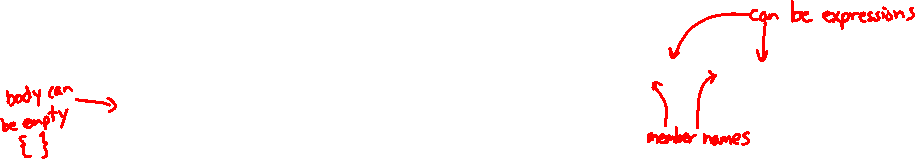 can be expressions
body can
be empty
{ }
member names